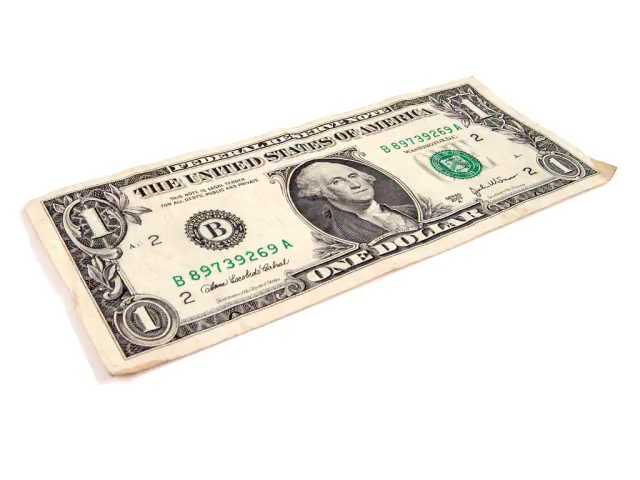 FEDERAL RESERVE NOTE
THE UNITED STATES OF AMERICA
1
1
THIS NOTE IS LEGAL TENDER
FOR ALL DEBTS, PUBLIC AND PRIVATE
B 89739269 A
2
WASHINGTON, D.C.
2
B
B 89739269 A
2
2
SERIES
1
1
ONE DOLLAR